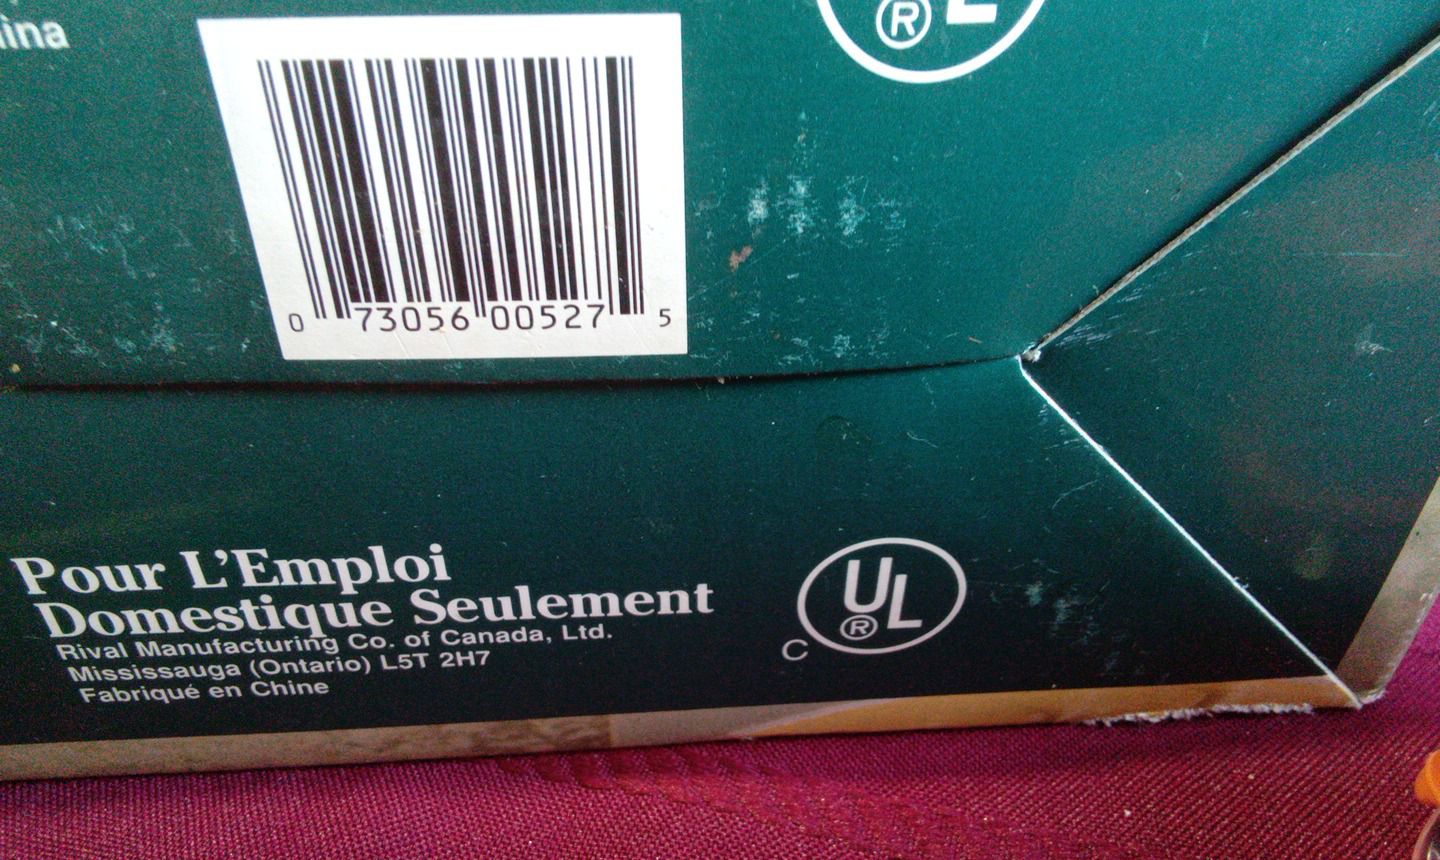 ina
® L
0 73056 00527 5
Pour L'Emploi
Domestique Seulement
Rival Manufacturing Co. of Canada, Ltd.
Mississauga (Ontario) L5T 2H7
Fabriqué en Chine
C UL ®